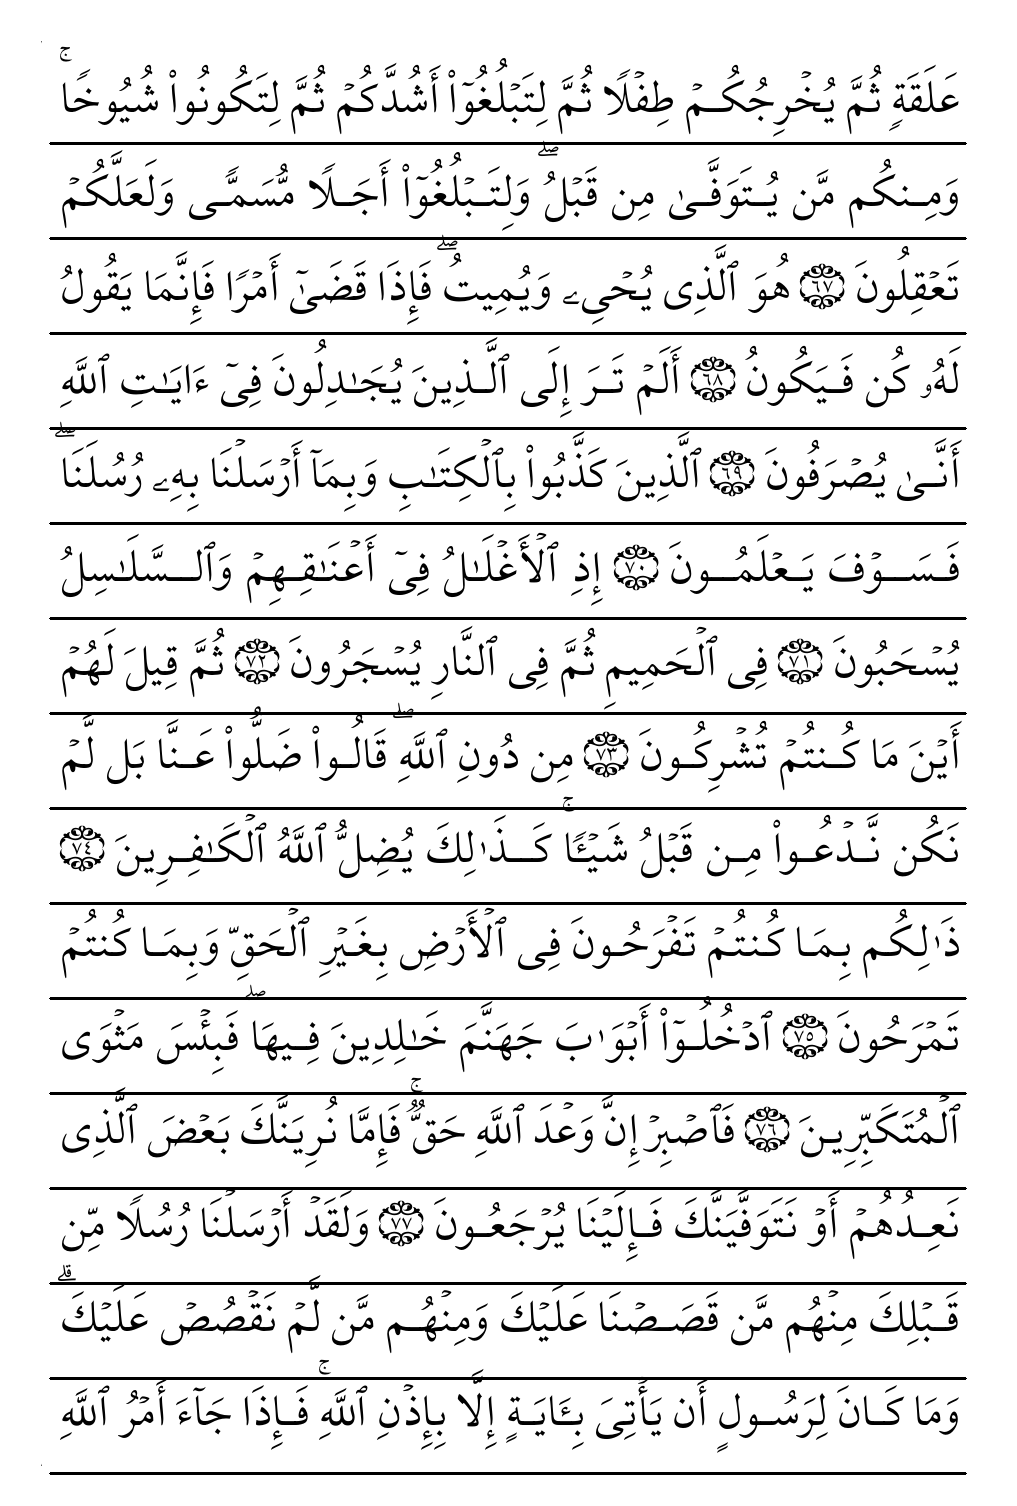 عَلَقَةٍ ثُمَّ يُخْرِجُكُمْ طِفْلًا ثُمَّ لِتَبْلُغُوٓا۟ أَشُدَّكُمْ ثُمَّ لِتَكُونُوا۟ شُيُوخًا ۚ
وَمِنكُم مَّن يُتَوَفَّىٰ مِن قَبْلُ ۖ وَلِتَبْلُغُوٓا۟ أَجَلًا مُّسَمًّى وَلَعَلَّكُمْ
تَعْقِلُونَ ٦٧ هُوَ ٱلَّذِى يُحْىِۦ وَيُمِيتُ ۖ فَإِذَا قَضَىٰٓ أَمْرًا فَإِنَّمَا يَقُولُ
لَهُۥ كُن فَيَكُونُ ٦٨ أَلَمْ تَرَ إِلَى ٱلَّذِينَ يُجَـٰدِلُونَ فِىٓ ءَايَـٰتِ ٱللَّهِ
أَنَّىٰ يُصْرَفُونَ ٦٩ ٱلَّذِينَ كَذَّبُوا۟ بِٱلْكِتَـٰبِ وَبِمَآ أَرْسَلْنَا بِهِۦ رُسُلَنَا ۖ
فَسَوْفَ يَعْلَمُونَ ٧٠ إِذِ ٱلْأَغْلَـٰلُ فِىٓ أَعْنَـٰقِهِمْ وَٱلسَّلَـٰسِلُ
يُسْحَبُونَ ٧١ فِى ٱلْحَمِيمِ ثُمَّ فِى ٱلنَّارِ يُسْجَرُونَ ٧٢ ثُمَّ قِيلَ لَهُمْ
أَيْنَ مَا كُنتُمْ تُشْرِكُونَ ٧٣ مِن دُونِ ٱللَّهِ ۖ قَالُوا۟ ضَلُّوا۟ عَنَّا بَل لَّمْ
نَكُن نَّدْعُوا۟ مِن قَبْلُ شَيْـًٔا ۚ كَذَٰلِكَ يُضِلُّ ٱللَّهُ ٱلْكَـٰفِرِينَ ٧٤
ذَٰلِكُم بِمَا كُنتُمْ تَفْرَحُونَ فِى ٱلْأَرْضِ بِغَيْرِ ٱلْحَقِّ وَبِمَا كُنتُمْ
تَمْرَحُونَ ٧٥ ٱدْخُلُوٓا۟ أَبْوَٰبَ جَهَنَّمَ خَـٰلِدِينَ فِيهَا ۖ فَبِئْسَ مَثْوَى
ٱلْمُتَكَبِّرِينَ ٧٦ فَٱصْبِرْ إِنَّ وَعْدَ ٱللَّهِ حَقٌّ ۚ فَإِمَّا نُرِيَنَّكَ بَعْضَ ٱلَّذِى
نَعِدُهُمْ أَوْ نَتَوَفَّيَنَّكَ فَإِلَيْنَا يُرْجَعُونَ ٧٧ وَلَقَدْ أَرْسَلْنَا رُسُلًا مِّن
قَبْلِكَ مِنْهُم مَّن قَصَصْنَا عَلَيْكَ وَمِنْهُم مَّن لَّمْ نَقْصُصْ عَلَيْكَ ۗ
وَمَا كَانَ لِرَسُولٍ أَن يَأْتِىَ بِـَٔايَةٍ إِلَّا بِإِذْنِ ٱللَّهِ ۚ فَإِذَا جَآءَ أَمْرُ ٱللَّهِ